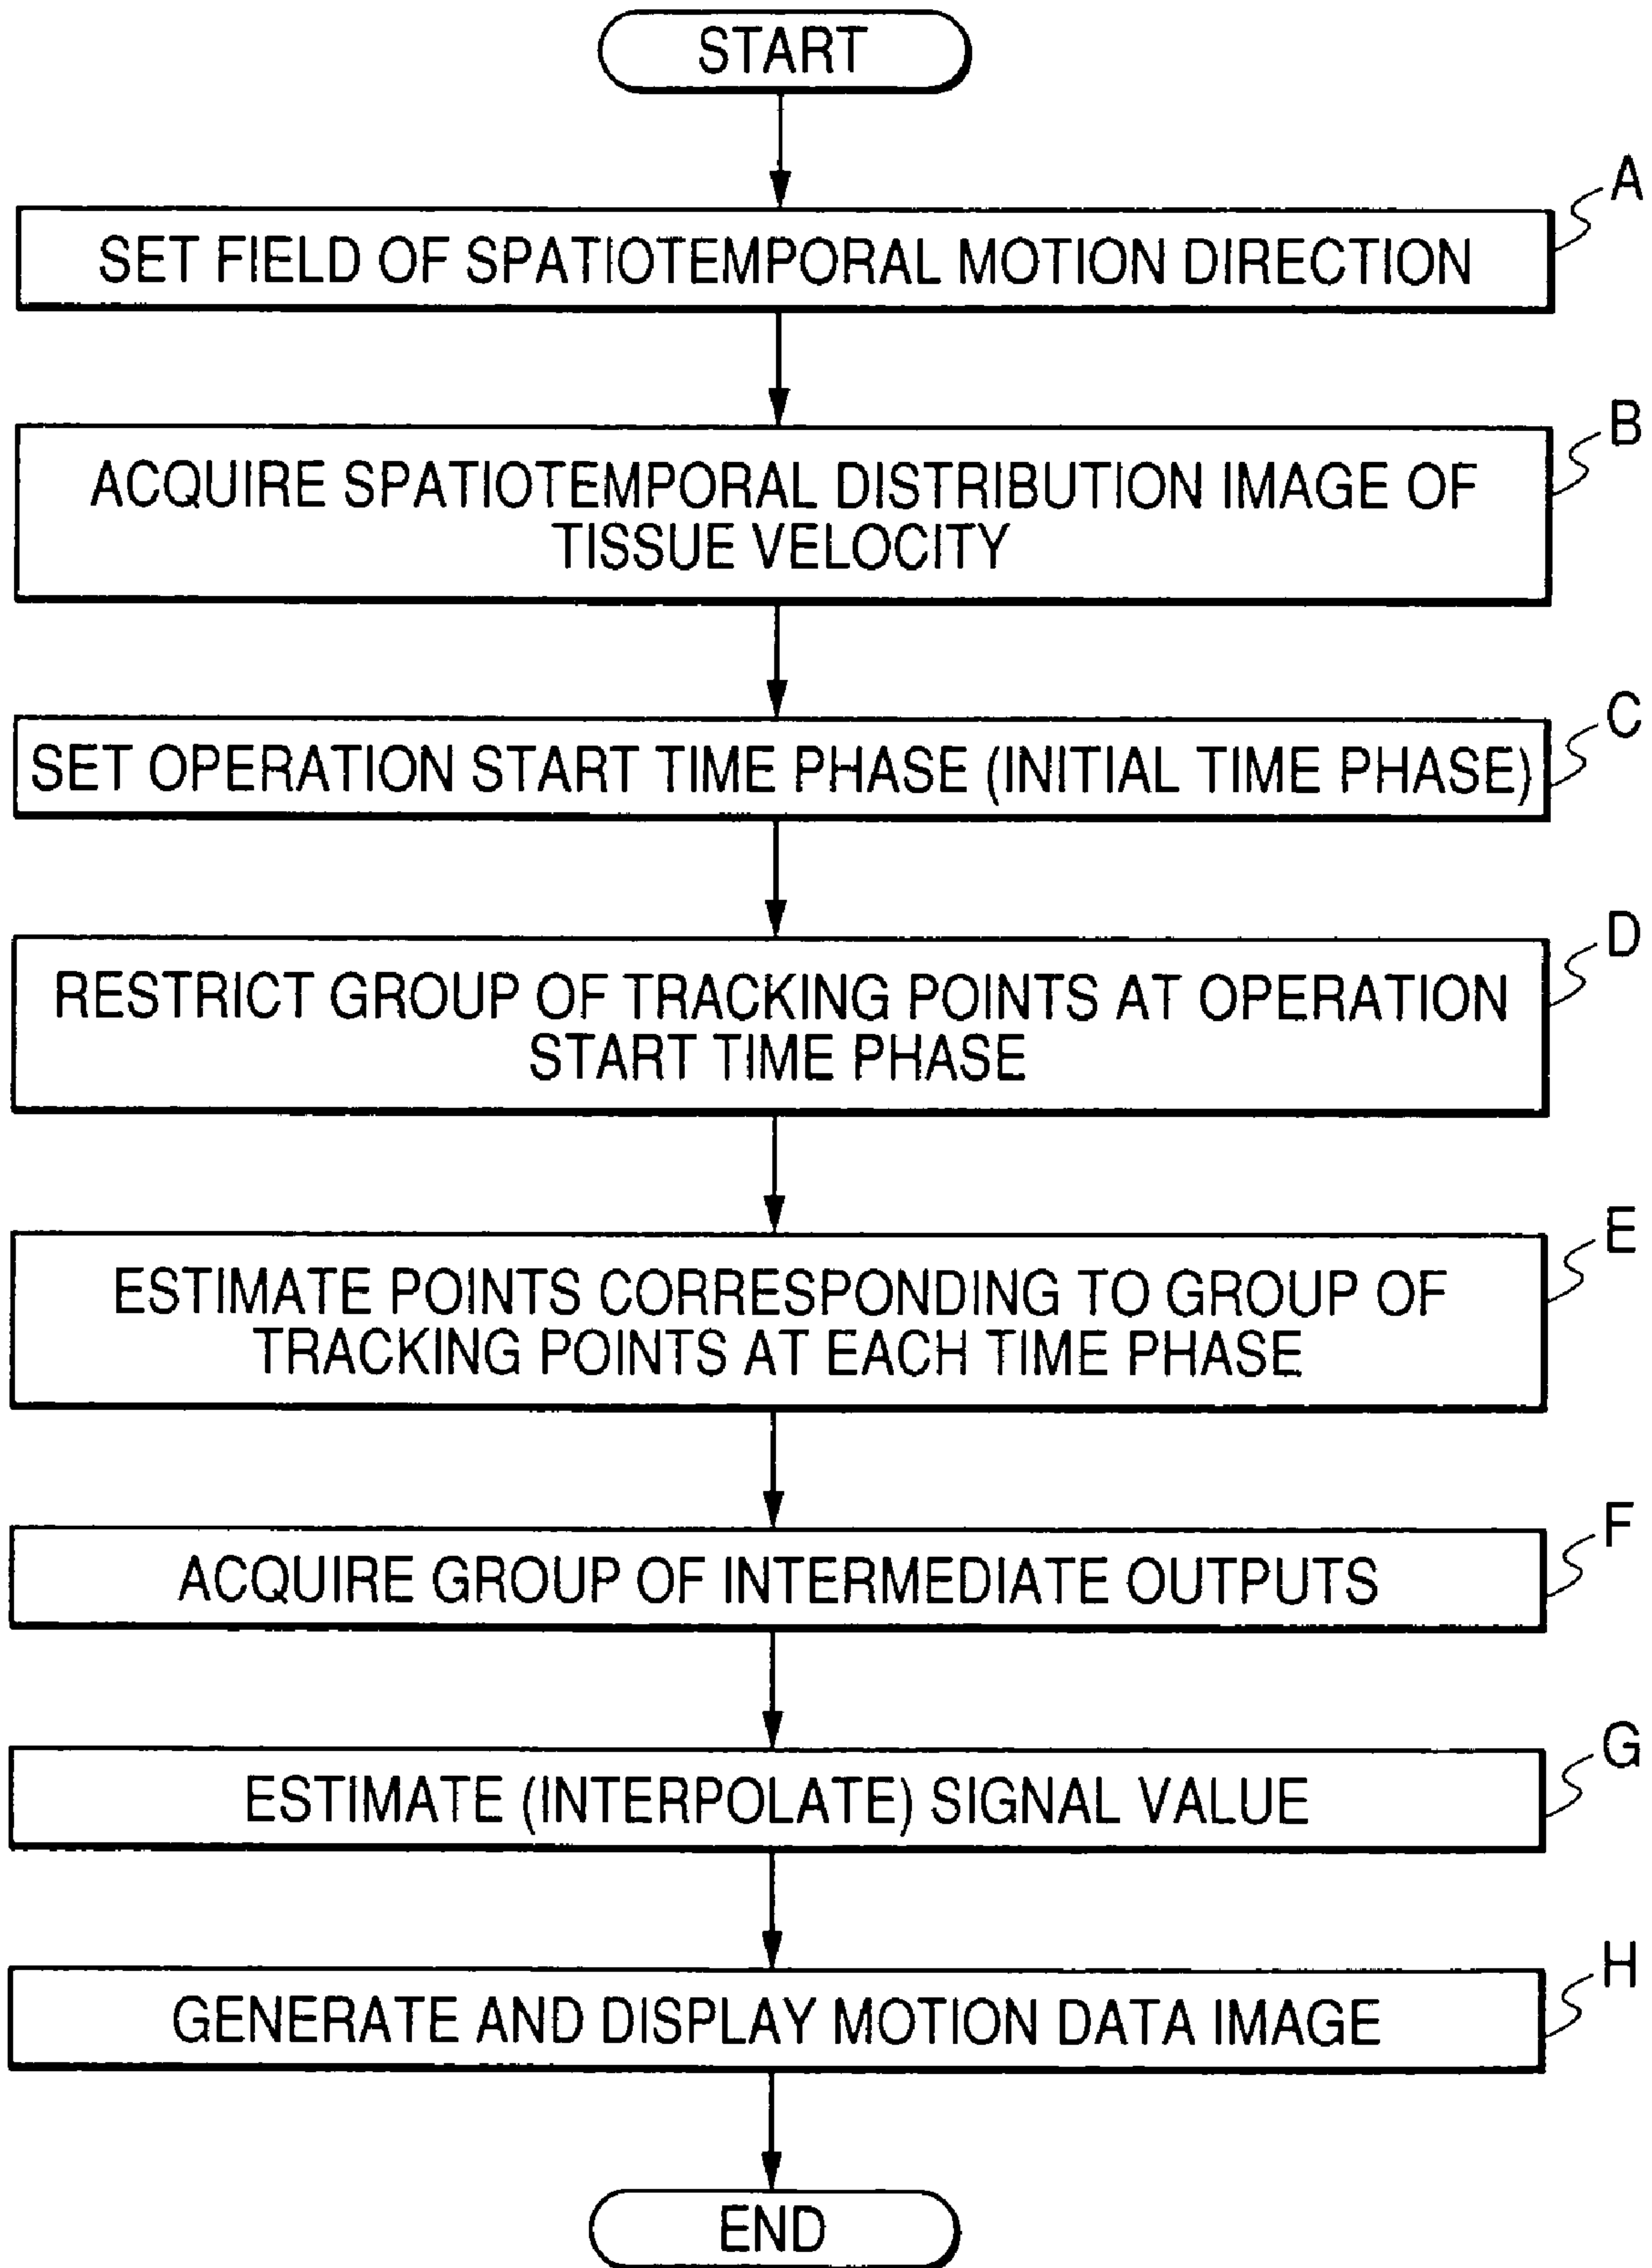 START
A
SET FIELD OF SPATIOTEMPORAL MOTION DIRECTION
B
ACQUIRE SPATIOTEMPORAL DISTRIBUTION IMAGE OF
TISSUE VELOCITY
C
SET OPERATION START TIME PHASE (INITIAL TIME PHASE)
D
RESTRICT GROUP OF TRACKING POINTS AT OPERATION
START TIME PHASE
E
ESTIMATE POINTS CORRESPONDING TO GROUP OF
TRACKING POINTS AT EACH TIME PHASE
F
ACQUIRE GROUP OF INTERMEDIATE OUTPUTS
G
ESTIMATE (INTERPOLATE) SIGNAL VALUE
H
GENERATE AND DISPLAY MOTION DATA IMAGE
END